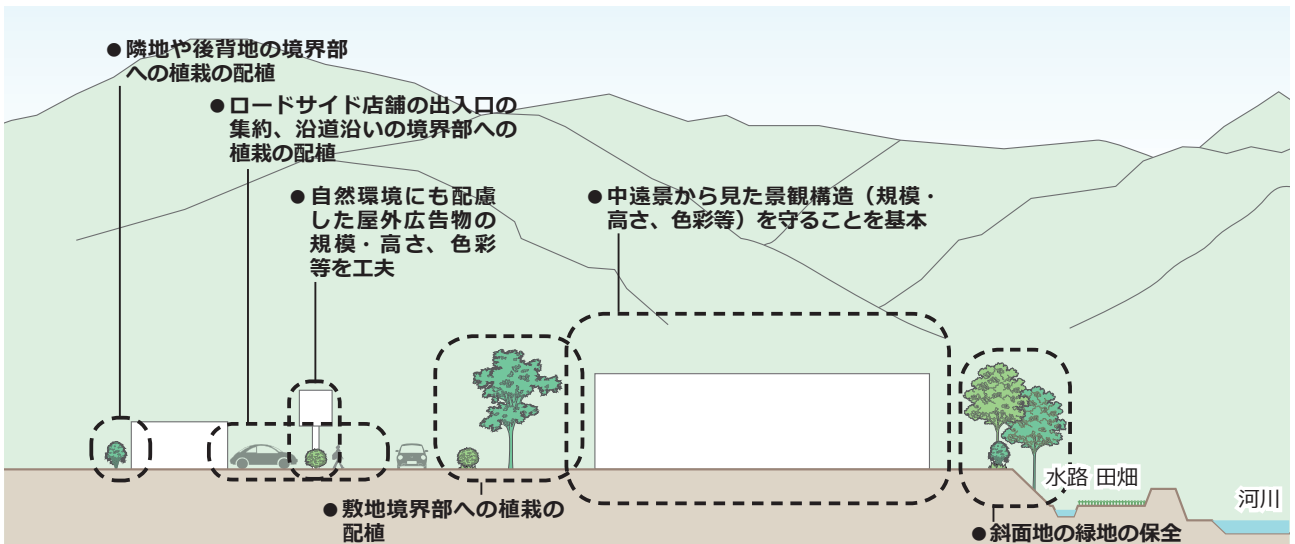 ●隣地や後背地の境界部
への植栽の配植
●ロードサイド店舗の出入口の
集約、沿道沿いの境界部への
植栽の配植
●自然環境にも配慮
した屋外広告物の
規模・高さ、色彩
等を工夫
●中遠景から見た景観構造（規模・
高さ、色彩等）を守ることを基本
水路 田畑
河川
●敷地境界部への植栽の
配植
●斜面地の緑地の保全